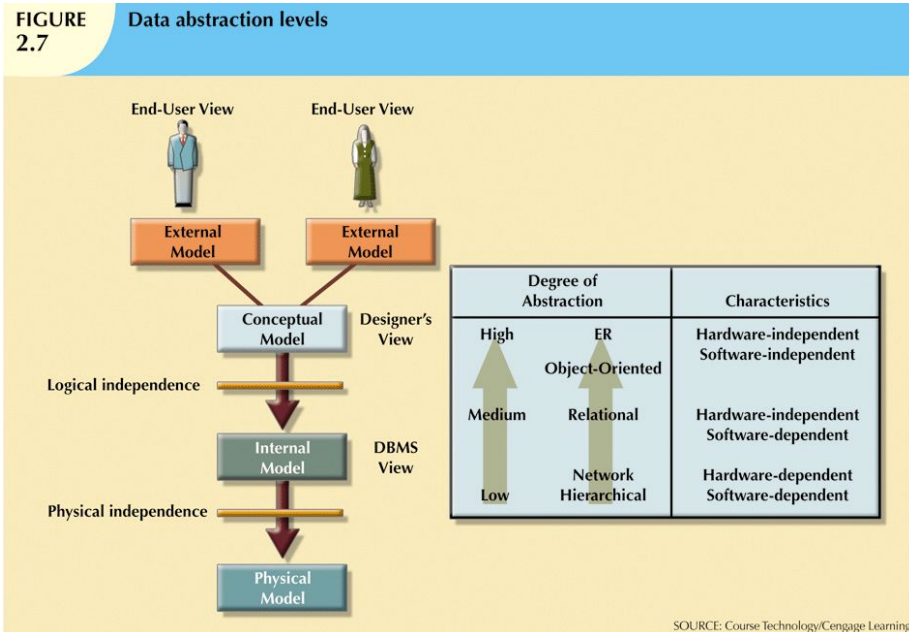 FIGURE
2.7
Data abstraction levels
End-User View
End-User View
External
Model
External
Model
Conceptual
Model
Designer's
View
Logical independence
Internal
Model
DBMS
View
Physical independence
Physical
Model
Degree of
Abstraction
Characteristics
High
ER
Hardware-independent
Software-independent
Object-Oriented
Medium
Relational
Hardware-independent
Software-dependent
Low
Network
Hierarchical
Hardware-dependent
Software-dependent
SOURCE: Course Technology/Cengage Learning